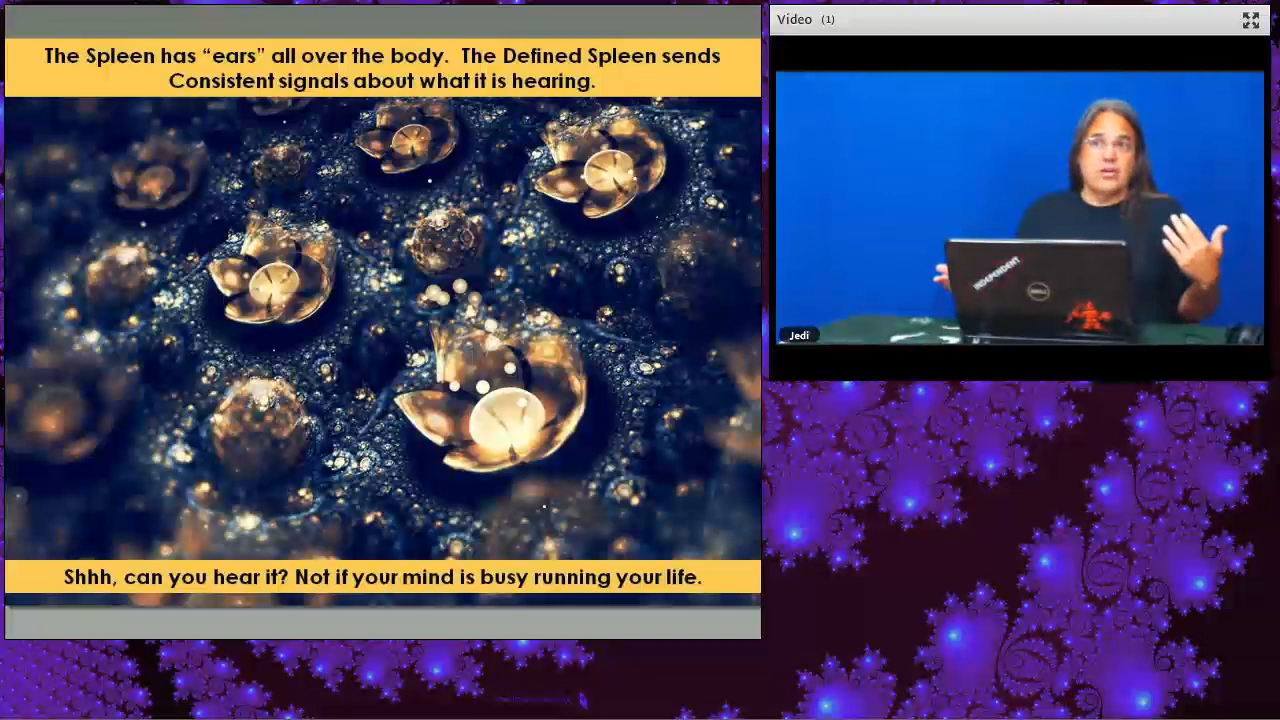 The Spleen has “ears” all over the body. The Defined Spleen sends
Consistent signals about what it is hearing.
Video (1)
Jedi
INDEPENDENT
DELL
Shhh, can you hear it? Not if your mind is busy running your life.